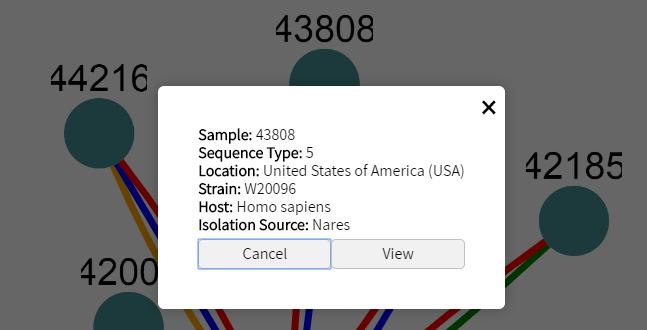 43808
44216
42185
4200
×
Sample: 43808
Sequence Type: 5
Location: United States of America (USA)
Strain: W20096
Host: Homo sapiens
Isolation Source: Nares
Cancel
View